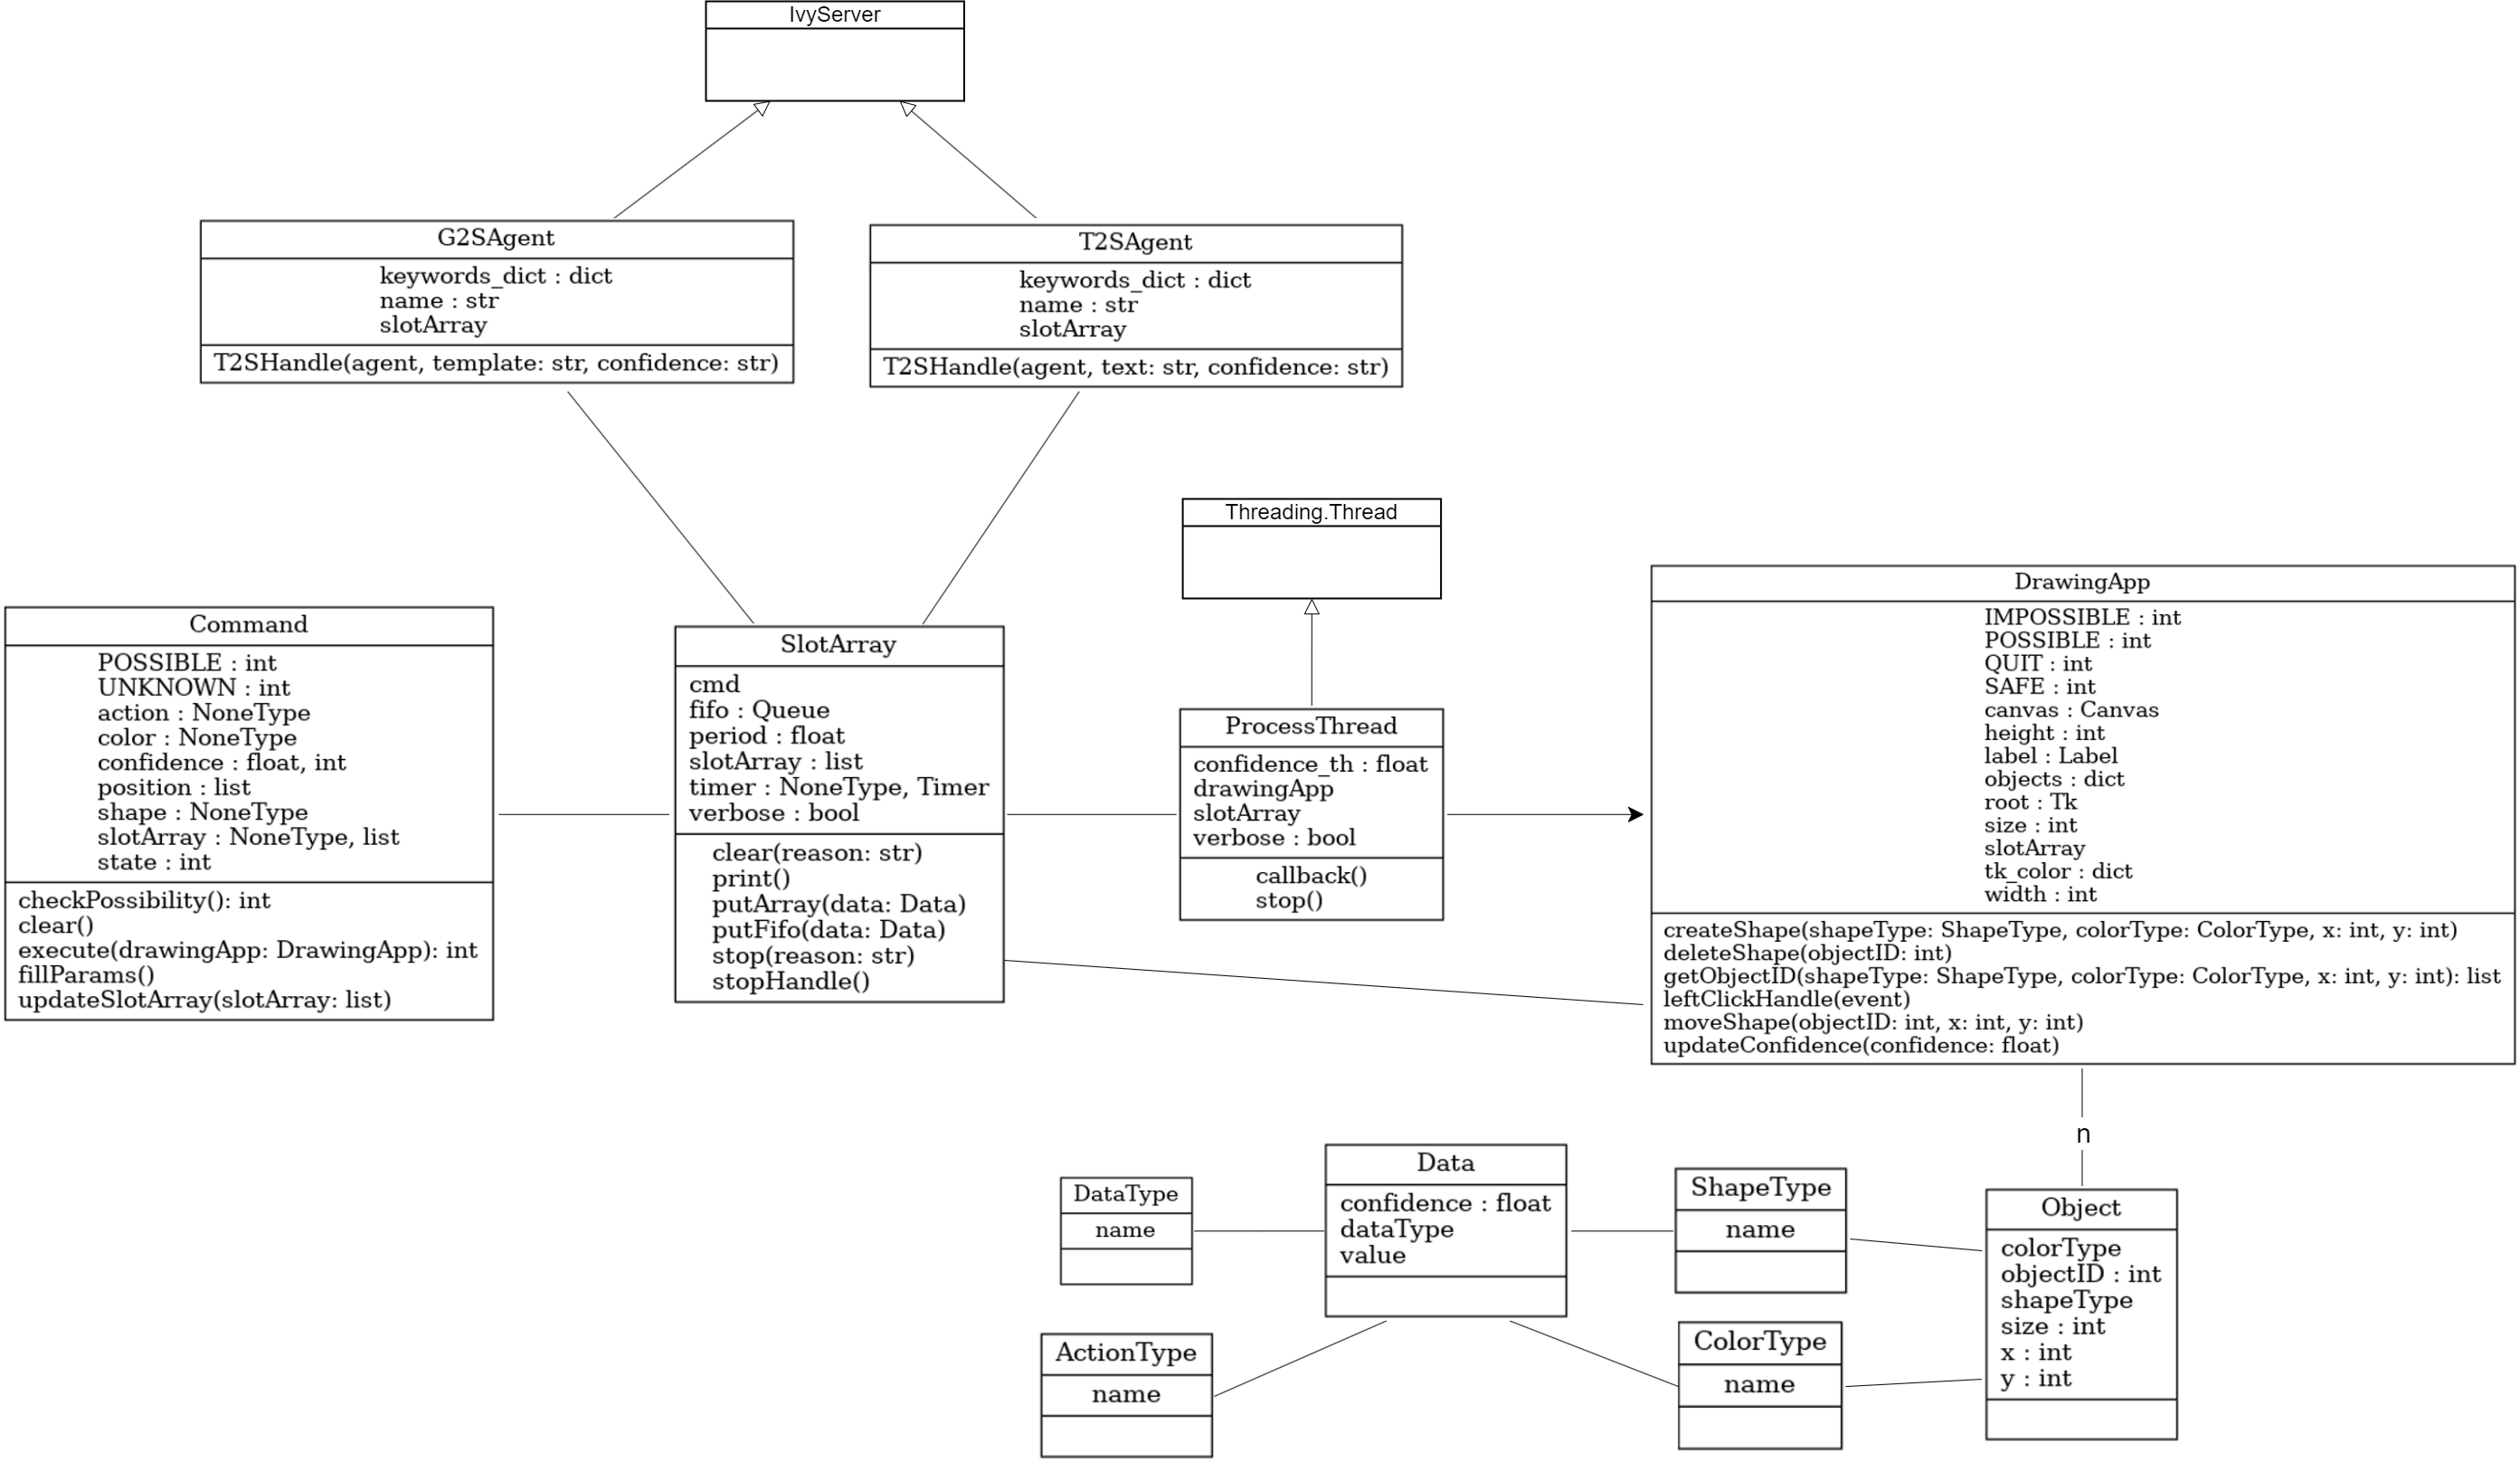 IvyServer
G2SAgent
keywords_dict : dict
name : str
slotArray
T2SHandle(agent, template: str, confidence: str)
T2SAgent
keywords_dict : dict
name : str
slotArray
T2SHandle(agent, text: str, confidence: str)
Threading.Thread
Command
POSSIBLE : int
UNKNOWN : int
action : NoneType
color : NoneType
confidence : float, int
position : list
shape : NoneType
slotArray : NoneType, list
state : int
checkPossibility(): int
clear()
execute(drawingApp: DrawingApp): int
fillParams()
updateSlotArray(slotArray: list)
SlotArray
cmd
fifo : Queue
period : float
slotArray : list
timer : NoneType, Timer
verbose : bool
clear(reason: str)
print()
putArray(data: Data)
putFifo(data: Data)
stop(reason: str)
stopHandle()
ProcessThread
confidence_th : float
drawingApp
slotArray
verbose : bool
callback()
stop()
DrawingApp
IMPOSSIBLE : int
POSSIBLE : int
QUIT : int
SAFE : int
canvas : Canvas
height : int
label : Label
objects : dict
root : Tk
size : int
slotArray
tk_color : dict
width : int
createShape(shapeType: ShapeType, colorType: ColorType, x: int, y: int)
deleteShape(objectID: int)
getObjectID(shapeType: ShapeType, colorType: ColorType, x: int, y: int): list
leftClickHandle(event)
moveShape(objectID: int, x: int, y: int)
updateConfidence(confidence: float)
n
DataType
name
Data
confidence : float
dataType
value
ShapeType
name
Object
colorType
objectID : int
shapeType
size : int
x : int
y : int
ActionType
name
ColorType
name